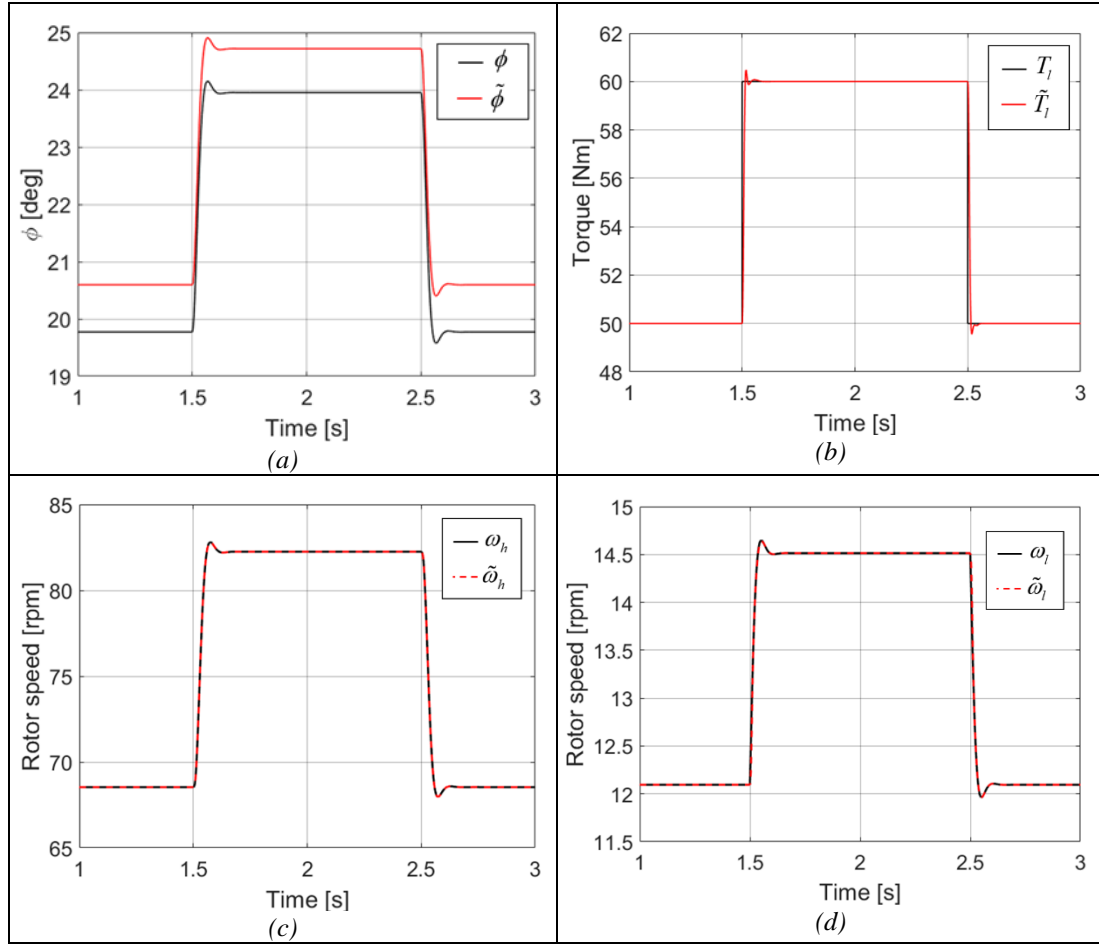 25
24
23
22
21
20
19
ϕ [deg]
1 1.5 2 2.5 3
Time [s]
ϕ
ϕ̃
(a)
62
60
58
56
54
52
50
48
Torque [Nm]
1 1.5 2 2.5 3
Time [s]
T_l
T̃_l
(b)
85
80
75
70
65
Rotor speed [rpm]
1 1.5 2 2.5 3
Time [s]
ω_h
ω̃_h
(c)
15
14.5
14
13.5
13
12.5
12
11.5
Rotor speed [rpm]
1 1.5 2 2.5 3
Time [s]
ω_l
ω̃_l
(d)